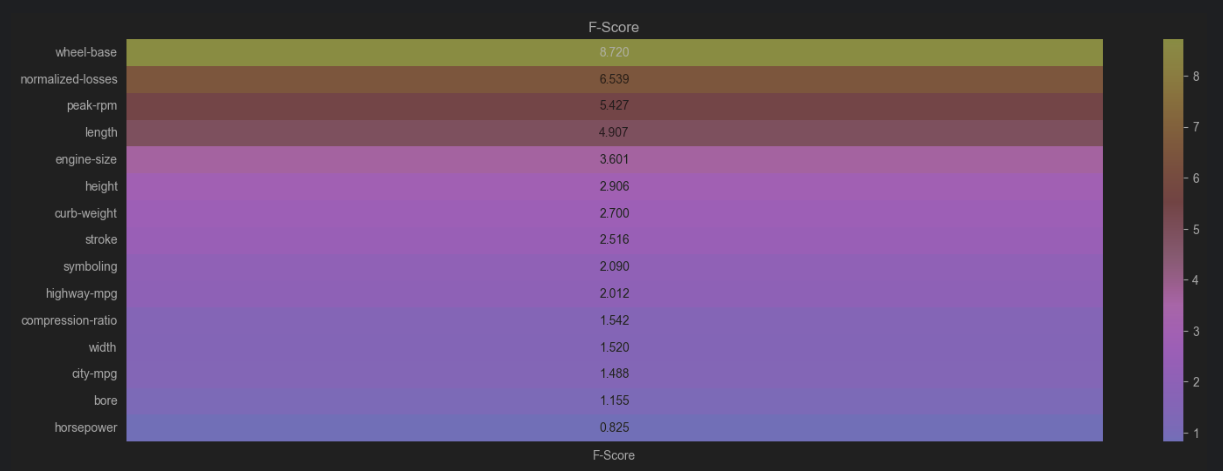 F-Score
wheel-base 8.720
normalized-losses 6.539
peak-rpm 5.427
length 4.907
engine-size 3.601
height 2.906
curb-weight 2.700
stroke 2.516
symboling 2.090
highway-mpg 2.012
compression-ratio 1.542
width 1.520
city-mpg 1.488
bore 1.155
horsepower 0.825
F-Score
8
7
6
5
4
3
2
1